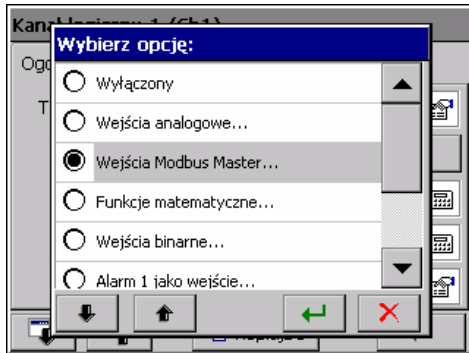 Wybierz opcję:
Wyłączony
Wejścia analogowe...
Wejścia Modbus Master...
Funkcje matematyczne...
Wejścia binarne...
Alarm 1 jako wejście...